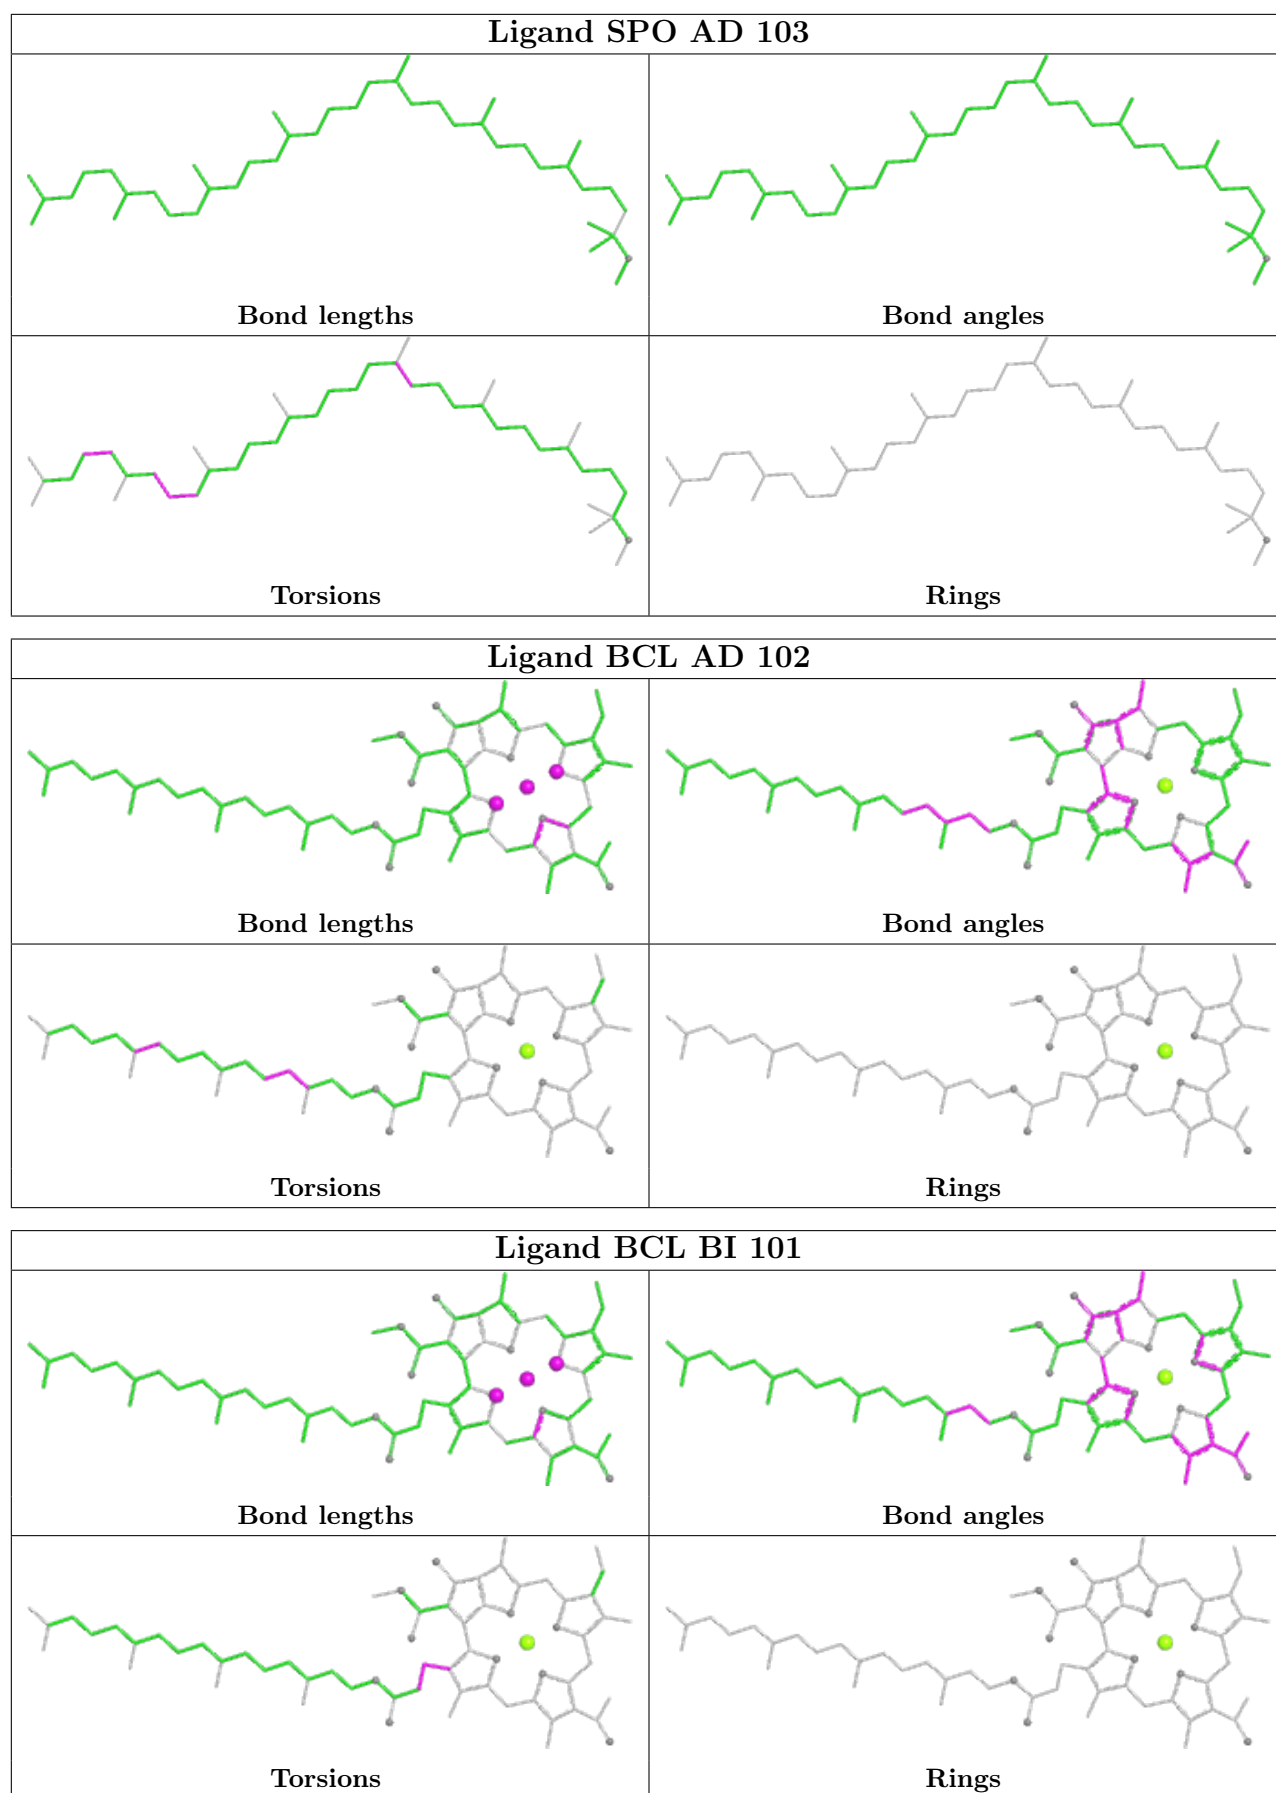 Ligand SPO AD 103
Bond lengths
Bond angles
Torsions
Rings
Ligand BCL AD 102
Bond lengths
Bond angles
Torsions
Rings
Ligand BCL BI 101
Bond lengths
Bond angles
Torsions
Rings